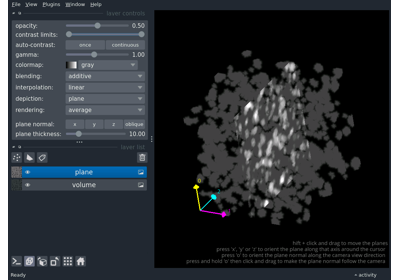 File View Plugins Window Help
layer controls
opacity: 0.50
contrast limits:
auto-contrast: once continuous
gamma: 1.00
colormap: gray
blending: additive
interpolation: linear
depiction: plane
rendering: average
plane normal: x y z oblique
plane thickness: 10.00
layer list
plane
volume
hift + click and drag to move the planes
press 'x', 'y' or 'z' to orient the plane along that axis around the cursor
press 'o' to orient the plane normal along the camera view direction
press and hold 'o' then click and drag to make the plane normal follow the camera
Ready activity